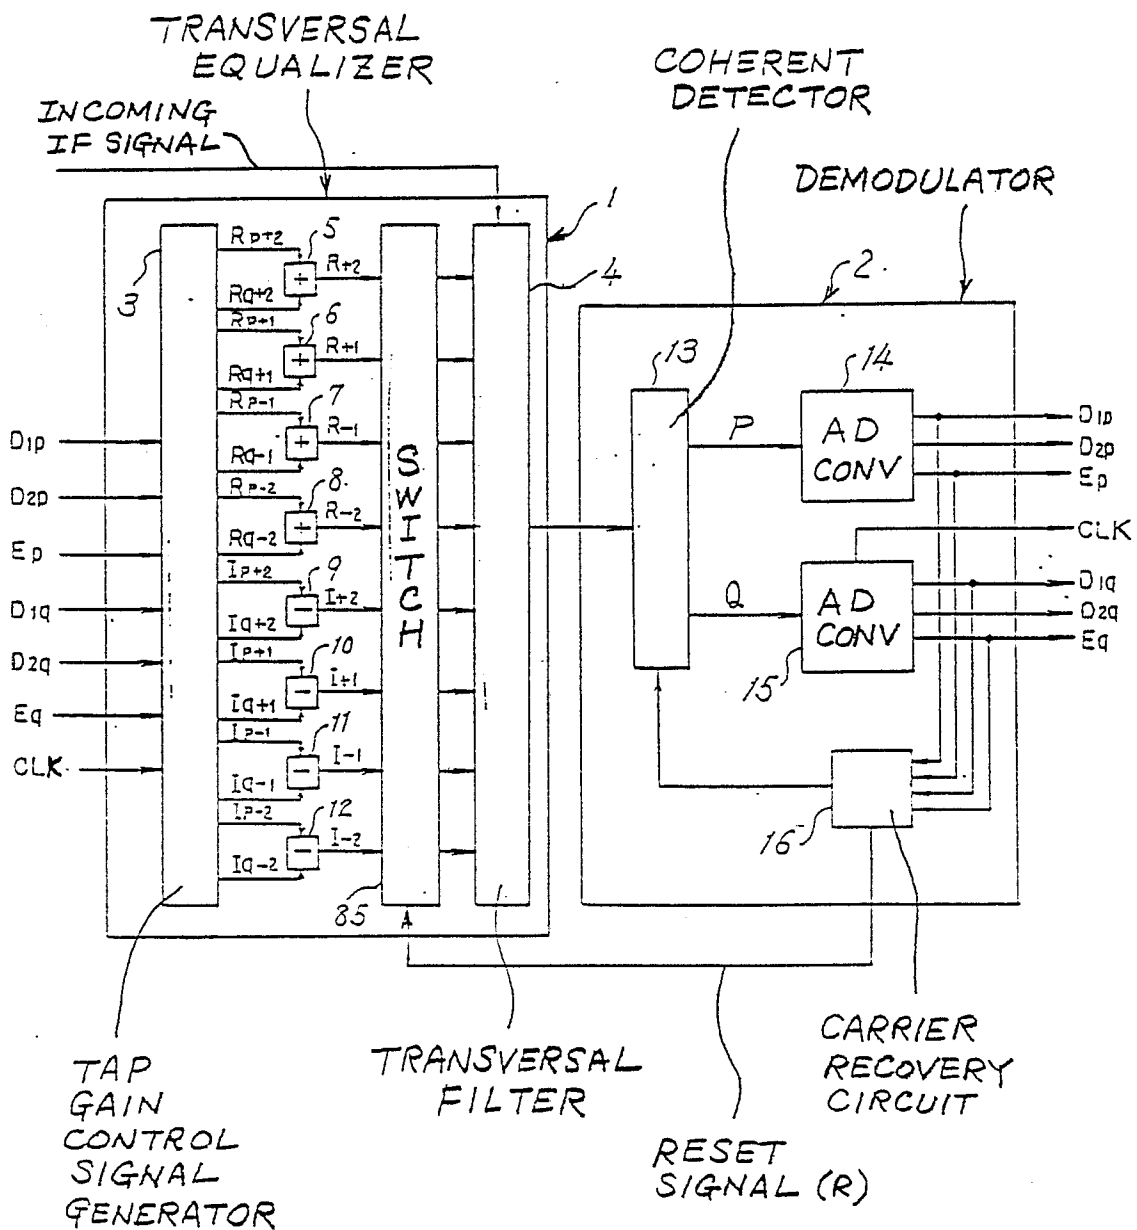 TRANSVERSAL
EQUALIZER
COHERENT
DETECTOR
INCOMING
IF SIGNAL
DEMODULATOR
1
2
3
4
Rp+2
5
R+2
Rq+2
Rp+1
6
R+1
Rq+1
Rp-1
7
R-1
Rq-1
Rp-2
8
R-2
Rq-2
Ip+2
9
I+2
Iq+2
Ip+1
10
I+1
Iq+1
Ip-1
11
I-1
Iq-1
Ip-2
12
I-2
Iq-2
+
+
+
+
−
−
−
−
D1p
D2p
Ep
D1q
D2q
Eq
CLK
SWITCH
85
13
P
Q
14
AD
CONV
AD
CONV
15
16
D1p
D2p
Ep
CLK
D1q
D2q
Eq
TAP
GAIN
CONTROL
SIGNAL
GENERATOR
TRANSVERSAL
FILTER
RESET
SIGNAL (R)
CARRIER
RECOVERY
CIRCUIT